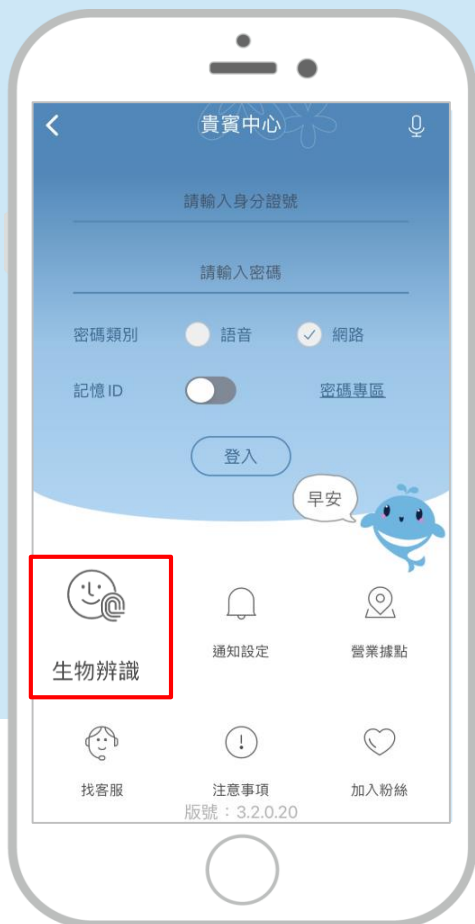 貴賓中心
請輸入身分證號
請輸入密碼
密碼類別 語音 網路
記憶 ID 密碼專區
登入
早安
生物辨識 通知設定 營業據點
找客服 注意事項 加入粉絲
版號：3.2.0.20